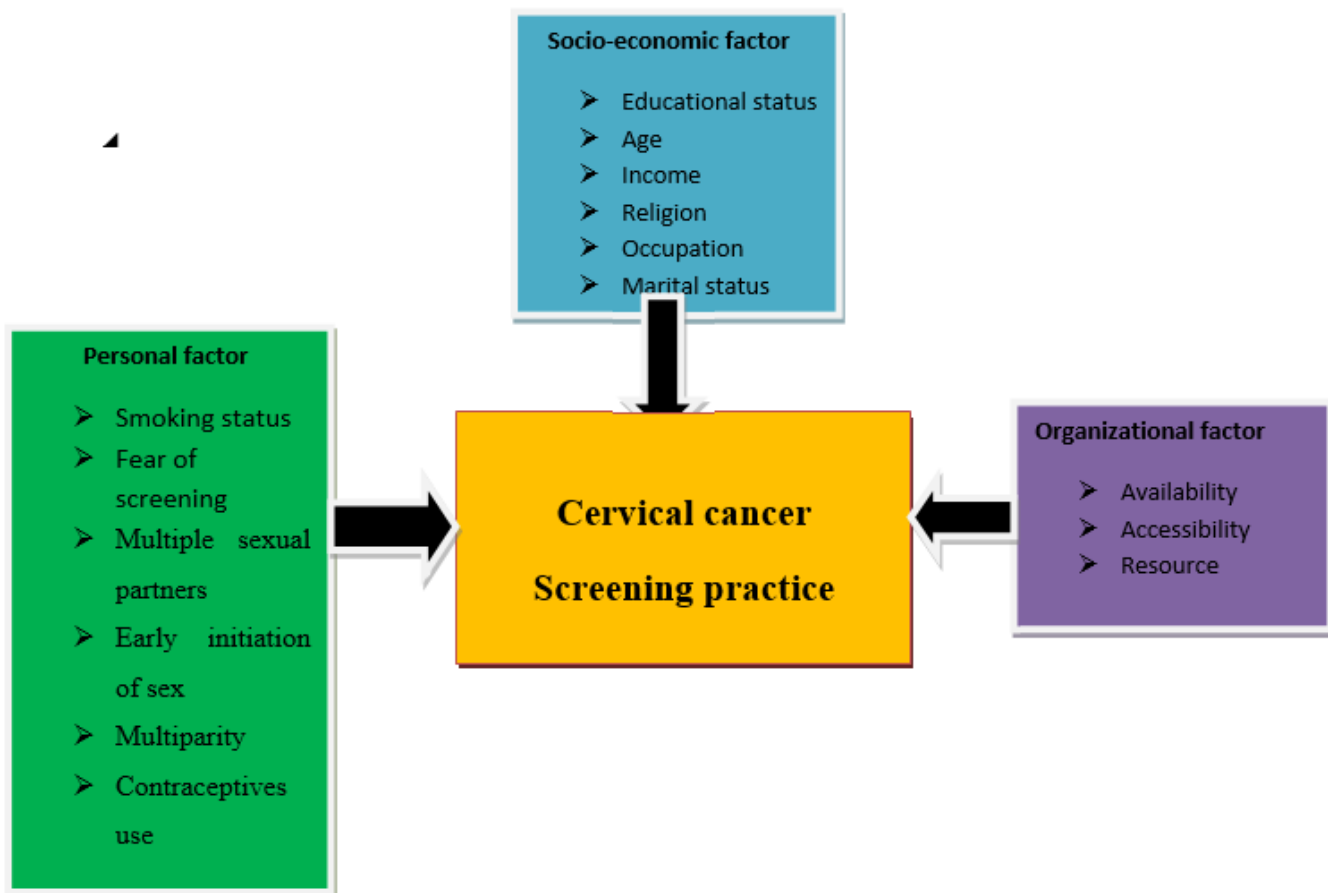 Socio-economic factor
➢ Educational status
➢ Age
➢ Income
➢ Religion
➢ Occupation
➢ Marital status
Personal factor
➢ Smoking status
➢ Fear of
screening
➢ Multiple sexual
partners
➢ Early initiation
of sex
➢ Multiparity
➢ Contraceptives
use
Cervical cancer
Screening practice
Organizational factor
➢ Availability
➢ Accessibility
➢ Resource